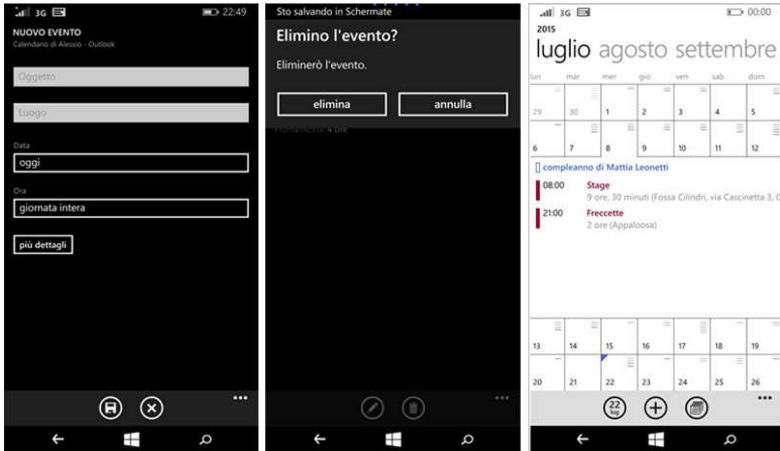 3G 22:49
NUOVO EVENTO
Calendario di Alessio - Outlook
Oggetto
Luogo
Data
oggi
Ora
giornata intera
più dettagli
Sto salvando in Schermate
Elimino l'evento?
Eliminerò l'evento.
elimina annulla
4 ore
3G 00:00
2015
luglio agosto settembre
lun mar mer gio ven sab dom
29 30 1 2 3 4 5
6 7 8 9 10 11 12
compleanno di Mattia Leonetti
08:00 Stage
9 ore, 30 minuti (Fossa Cilindri, via Cascinetta 3, G
21:00 Freccette
2 ore (Appaloosa)
13 14 15 16 17 18 19
20 21 22 23 24 25 26
22
lug